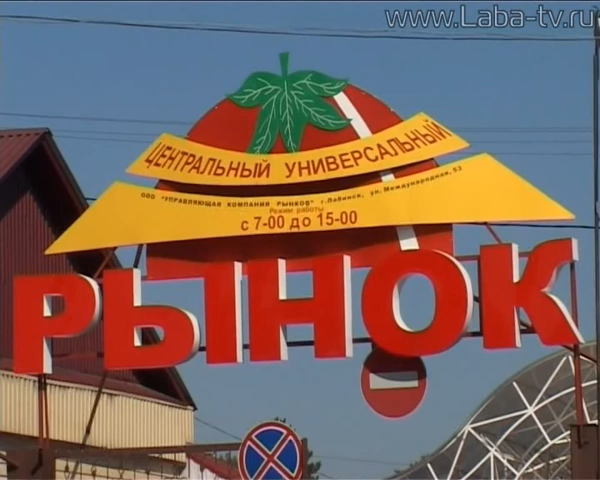 www.Laba-tv.ru
ЦЕНТРАЛЬНЫЙ УНИВЕРСАЛЬНЫЙ
ООО "УПРАВЛЯЮЩАЯ КОМПАНИЯ РЫНКОВ" г.Лабинск, ул. Международная, 53
Режим работы
с 7-00 до 15-00
РЫНОК